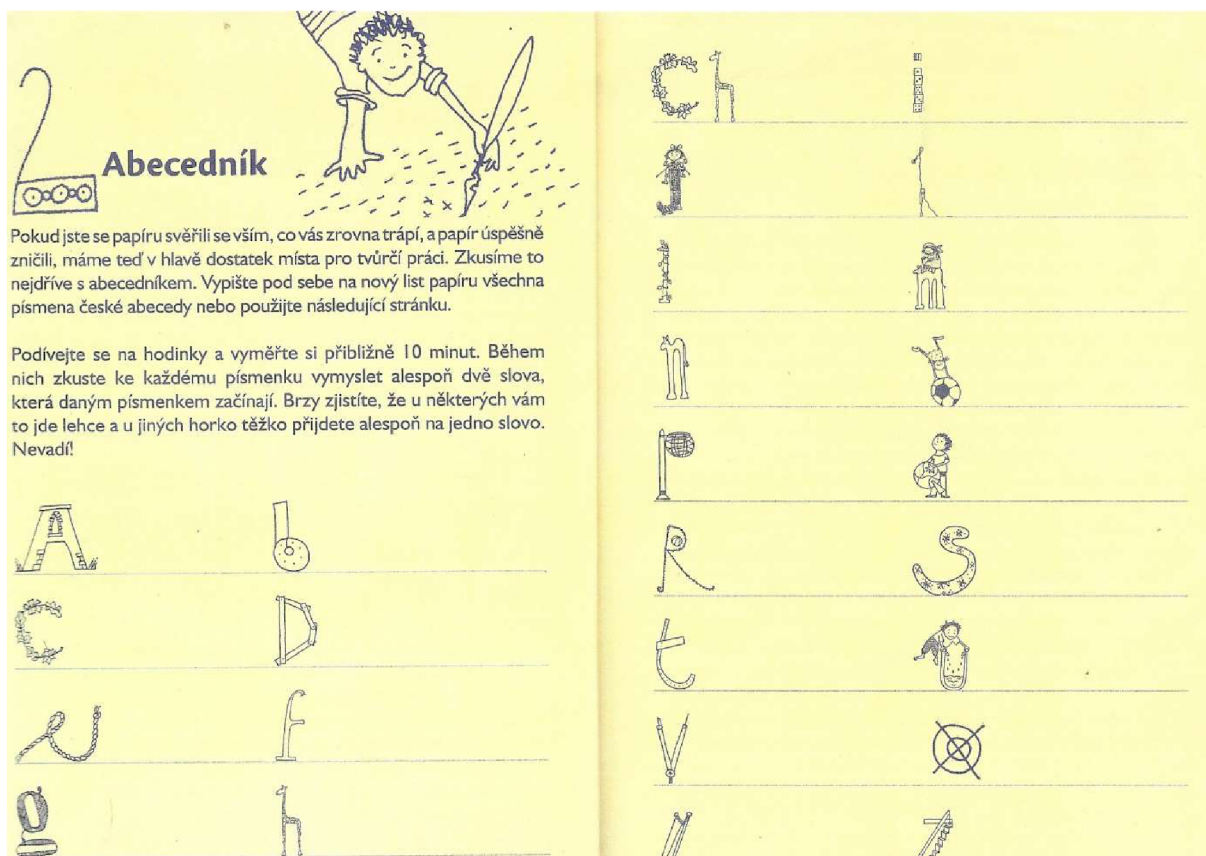 2
Abecedník
Pokud jste se papíru svěřili se vším, co vás zrovna trápí, a papír úspěšně
zničili, máme teď v hlavě dostatek místa pro tvůrčí práci. Zkusíme to
nejdříve s abecedníkem. Vypište pod sebe na nový list papíru všechna
písmena české abecedy nebo použijte následující stránku.
Podívejte se na hodinky a vyměřte si přibližně 10 minut. Během
nich zkuste ke každému písmenku vymyslet alespoň dvě slova,
která daným písmenkem začínají. Brzy zjistíte, že u některých vám
to jde lehce a u jiných horko těžko přijdete alespoň na jedno slovo.
Nevadí!
A b
C D
e f
g h
Ch i
j k
l m
n o
p q
R S
t u
V x
y z